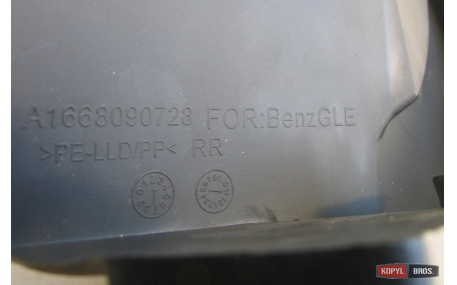 A1668090728 FOR:BenzGLE
>PE-LLD/PP< RR
KOPYL BROS.